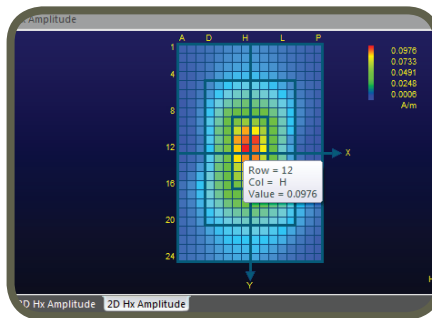 Amplitude
A D H L P
1
4
8
12
16
20
24
X
Y
0.0976
0.0733
0.0491
0.0248
0.0006
A/m
Row = 12
Col = H
Value = 0.0976
2D Hx Amplitude
2D Hx Amplitude